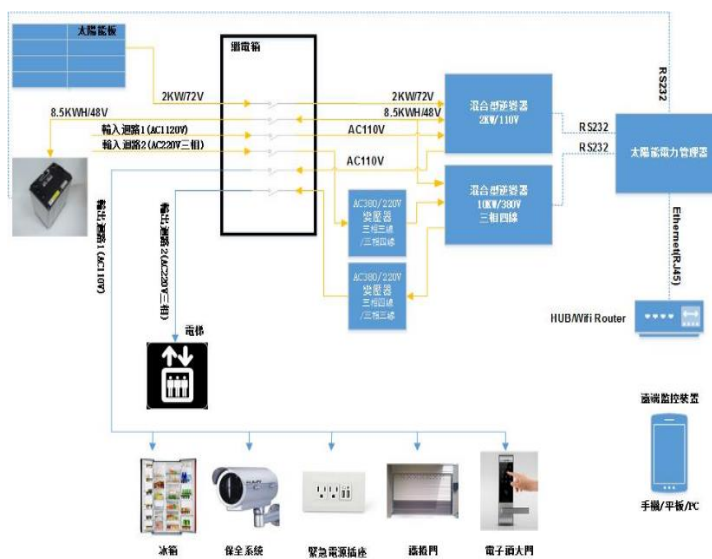 太陽能板
繼電箱
2KW/72V
8.5KWH/48V
輸入迴路1(AC1120V)
輸入迴路2(AC220V三相)
2KW/72V
8.5KWH/48V
AC110V
AC110V
混合型逆變器
2KW/110V
混合型逆變器
10KW/380V
三相四線
RS232
RS232
RS232
太陽能電力管理器
AC380/220V
變壓器
三相三線
/三相四線
AC380/220V
變壓器
三相四線
/三相三線
輸出迴路1(AC110V)
輸出迴路2(AC220V三相)
電梯
Ethernet(RJ45)
HUB/Wifi Router
遠端監控裝置
手機/平板/PC
冰箱
保全系統
緊急電源插座
鐵捲門
電子鎖大門